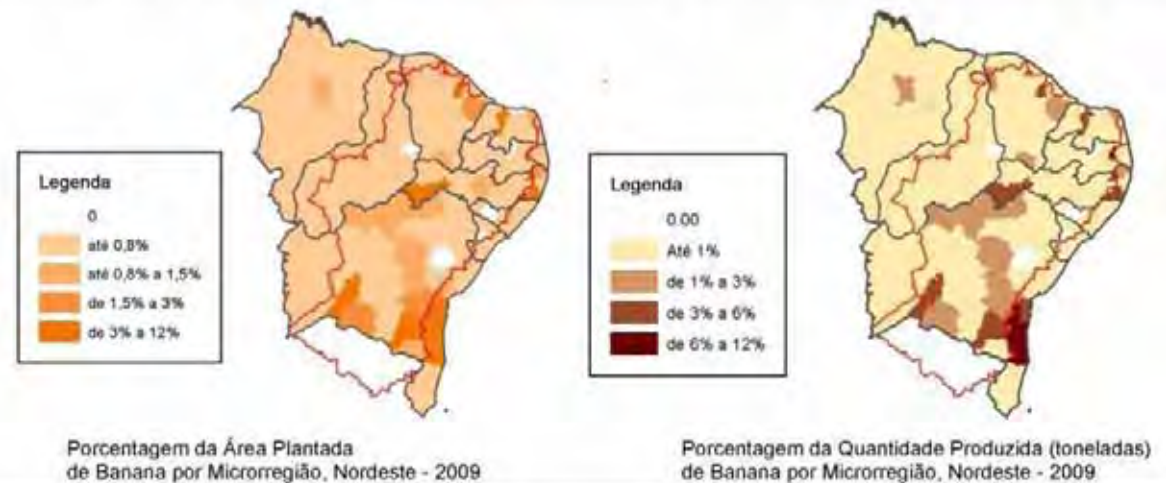 Legenda
0
até 0,8%
até 0,8% a 1,5%
de 1,5% a 3%
de 3% a 12%
Porcentagem da Área Plantada
de Banana por Microrregião, Nordeste - 2009
Legenda
0.00
Até 1%
de 1% a 3%
de 3% a 6%
de 6% a 12%
Porcentagem da Quantidade Produzida (toneladas)
de Banana por Microrregião, Nordeste - 2009